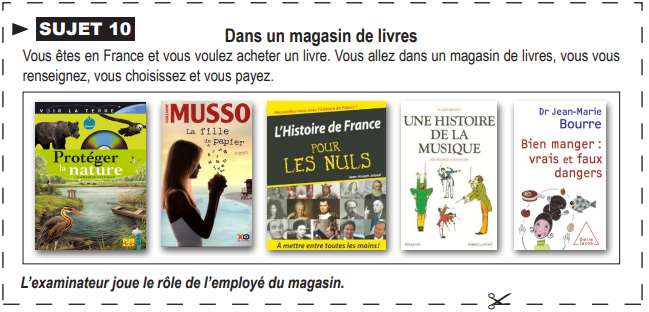 SUJET 10
Dans un magasin de livres
Vous êtes en France et vous voulez acheter un livre. Vous allez dans un magasin de livres, vous vous
renseignez, vous choisissez et vous payez.
VOIR LA TERRE
Protéger
la nature
MUSSO
La fille
de papier
roman
XO
L'Histoire de France
POUR
LES NULS
À mettre entre toutes les mains !
UNE HISTOIRE
DE LA
MUSIQUE
Dr Jean-Marie
Bourre
Bien manger :
vrais et faux
dangers
Odile
Jacob
L'examinateur joue le rôle de l'employé du magasin.